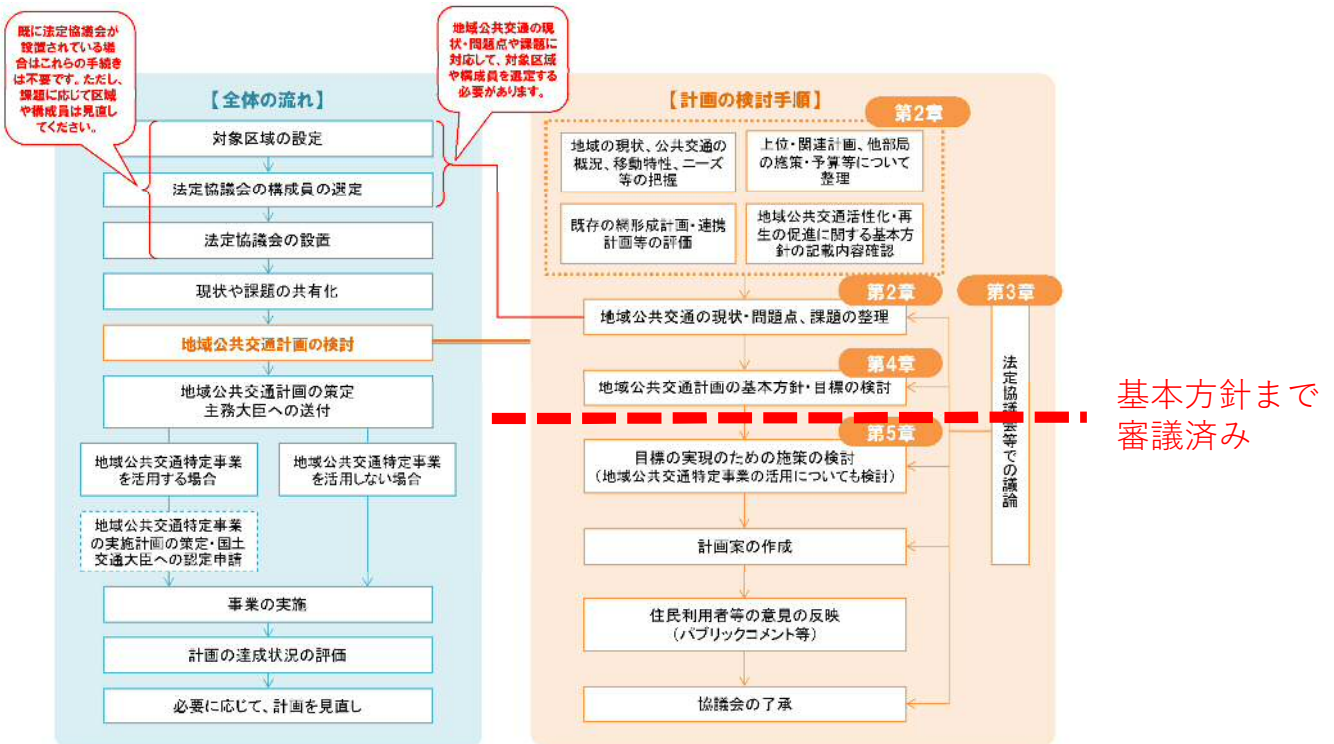 既に法定協議会が
設置されている場
合はこれらの手続き
は不要です。ただし、
課題に応じて区域
や構成員は見直し
てください。
地域公共交通の現
状・問題点や課題に
対応して、対象区域
や構成員を選定する
必要があります。
【全体の流れ】
対象区域の設定
法定協議会の構成員の選定
法定協議会の設置
現状や課題の共有化
地域公共交通計画の検討
地域公共交通計画の策定
主務大臣への送付
地域公共交通特定事業
を活用する場合
地域公共交通特定事業
を活用しない場合
地域公共交通特定事業
の実施計画の策定・国土
交通大臣への認定申請
事業の実施
計画の達成状況の評価
必要に応じて、計画を見直し
【計画の検討手順】
第2章
地域の現状、公共交通の
概況、移動特性、ニーズ
等の把握
上位・関連計画、他部局
の施策・予算等について
整理
既存の網形成計画・連携
計画等の評価
地域公共交通活性化・再
生の促進に関する基本方
針の記載内容確認
第2章
地域公共交通の現状・問題点、課題の整理
第3章
法定協議会等での議論
第4章
地域公共交通計画の基本方針・目標の検討
第5章
目標の実現のための施策の検討
(地域公共交通特定事業の活用についても検討)
計画案の作成
住民利用者等の意見の反映
(パブリックコメント等)
協議会の了承
基本方針まで
審議済み